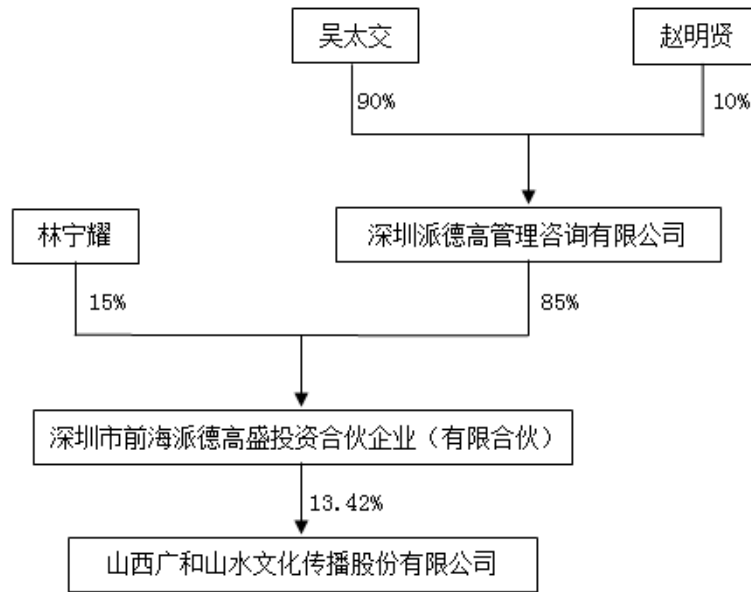 吴太交
赵明贤
90%
10%
林宁耀
深圳派德高管理咨询有限公司
15%
85%
深圳市前海派德高盛投资合伙企业（有限合伙）
13.42%
山西广和山水文化传播股份有限公司